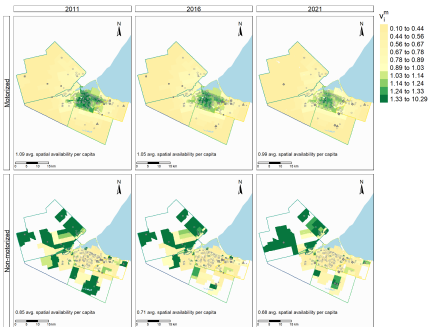 2011
2016
2021
v_i^m
0.10 to 0.44
0.44 to 0.56
0.56 to 0.67
0.67 to 0.78
0.78 to 0.89
0.89 to 1.03
1.03 to 1.14
1.14 to 1.24
1.24 to 1.33
1.33 to 10.29
Motorized
N
N
N
1.09 avg. spatial availability per capita
1.05 avg. spatial availability per capita
0.99 avg. spatial availability per capita
Non-motorized
N
N
N
0.85 avg. spatial availability per capita
0.71 avg. spatial availability per capita
0.68 avg. spatial availability per capita